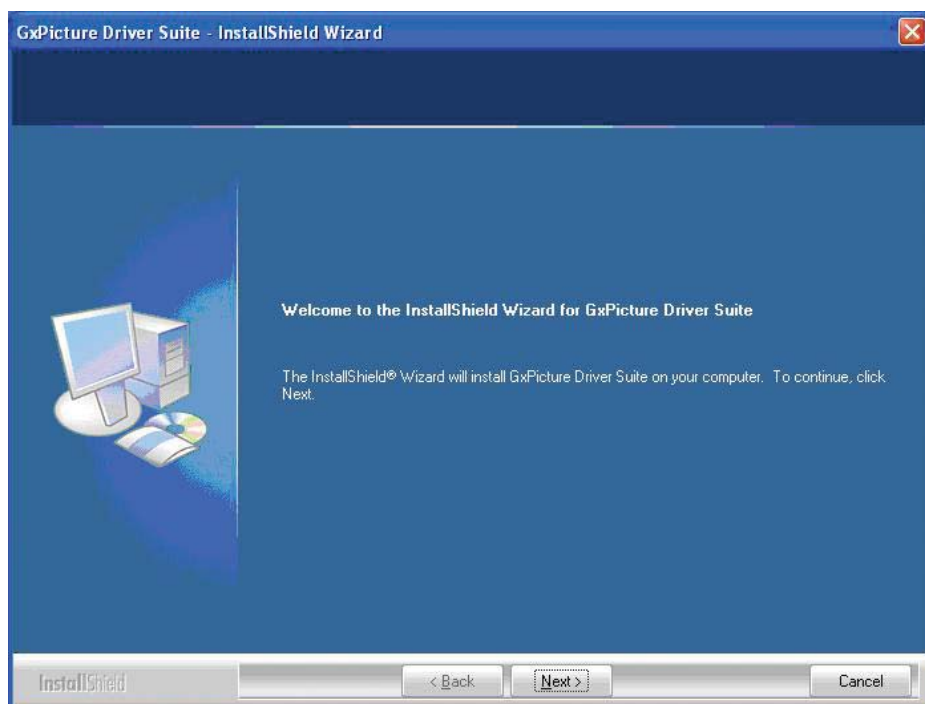 GxPicture Driver Suite - InstallShield Wizard
Welcome to the InstallShield Wizard for GxPicture Driver Suite
The InstallShield® Wizard will install GxPicture Driver Suite on your computer. To continue, click
Next.
InstallShield
< Back Next > Cancel